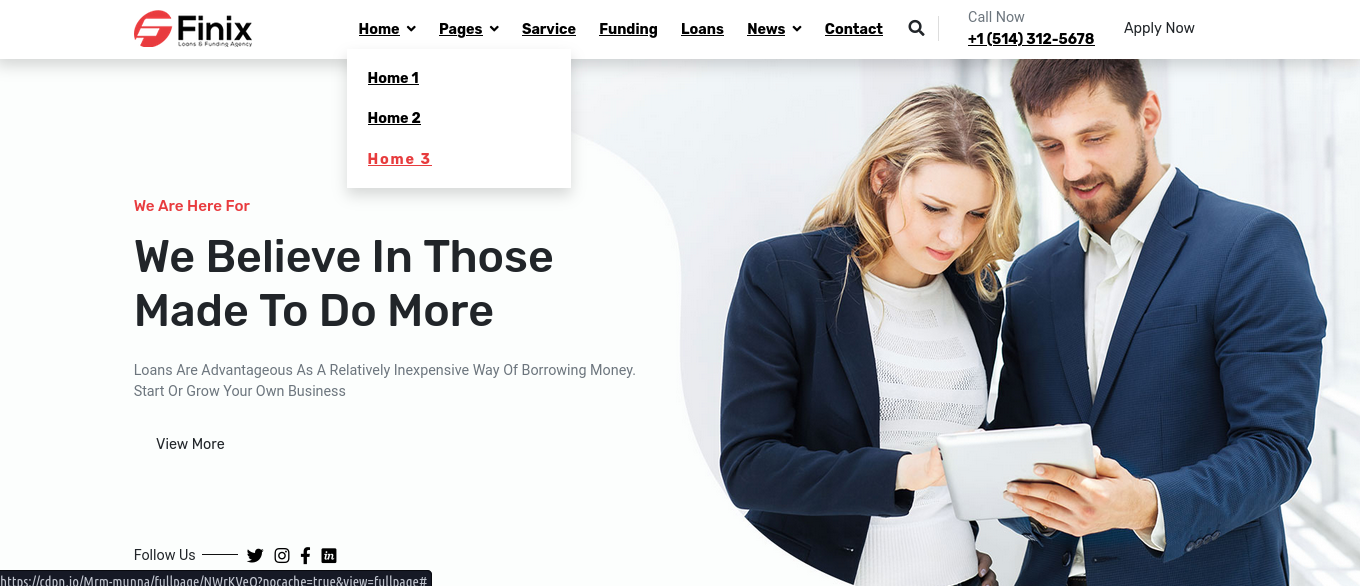 Finix
Loans & Funding Agency
Home
Pages
Sarvice
Funding
Loans
News
Contact
Call Now
+1 (514) 312-5678
Apply Now
Home 1
Home 2
Home 3
We Are Here For
We Believe In Those
Made To Do More
Loans Are Advantageous As A Relatively Inexpensive Way Of Borrowing Money.
Start Or Grow Your Own Business
View More
Follow Us
in
https://cdpn.io/Mrm-munna/fullpage/NWrKVeQ?nocache=true&view=fullpage#